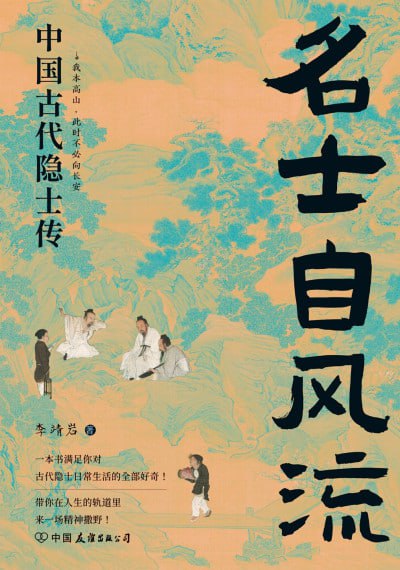 名士自风流
我本高山，此时不必向长安
中国古代隐士传
李靖岩 著
一本书满足你对
古代隐士日常生活的全部好奇！
带你在人生的轨道里
来一场精神撒野！
中国友谊出版公司